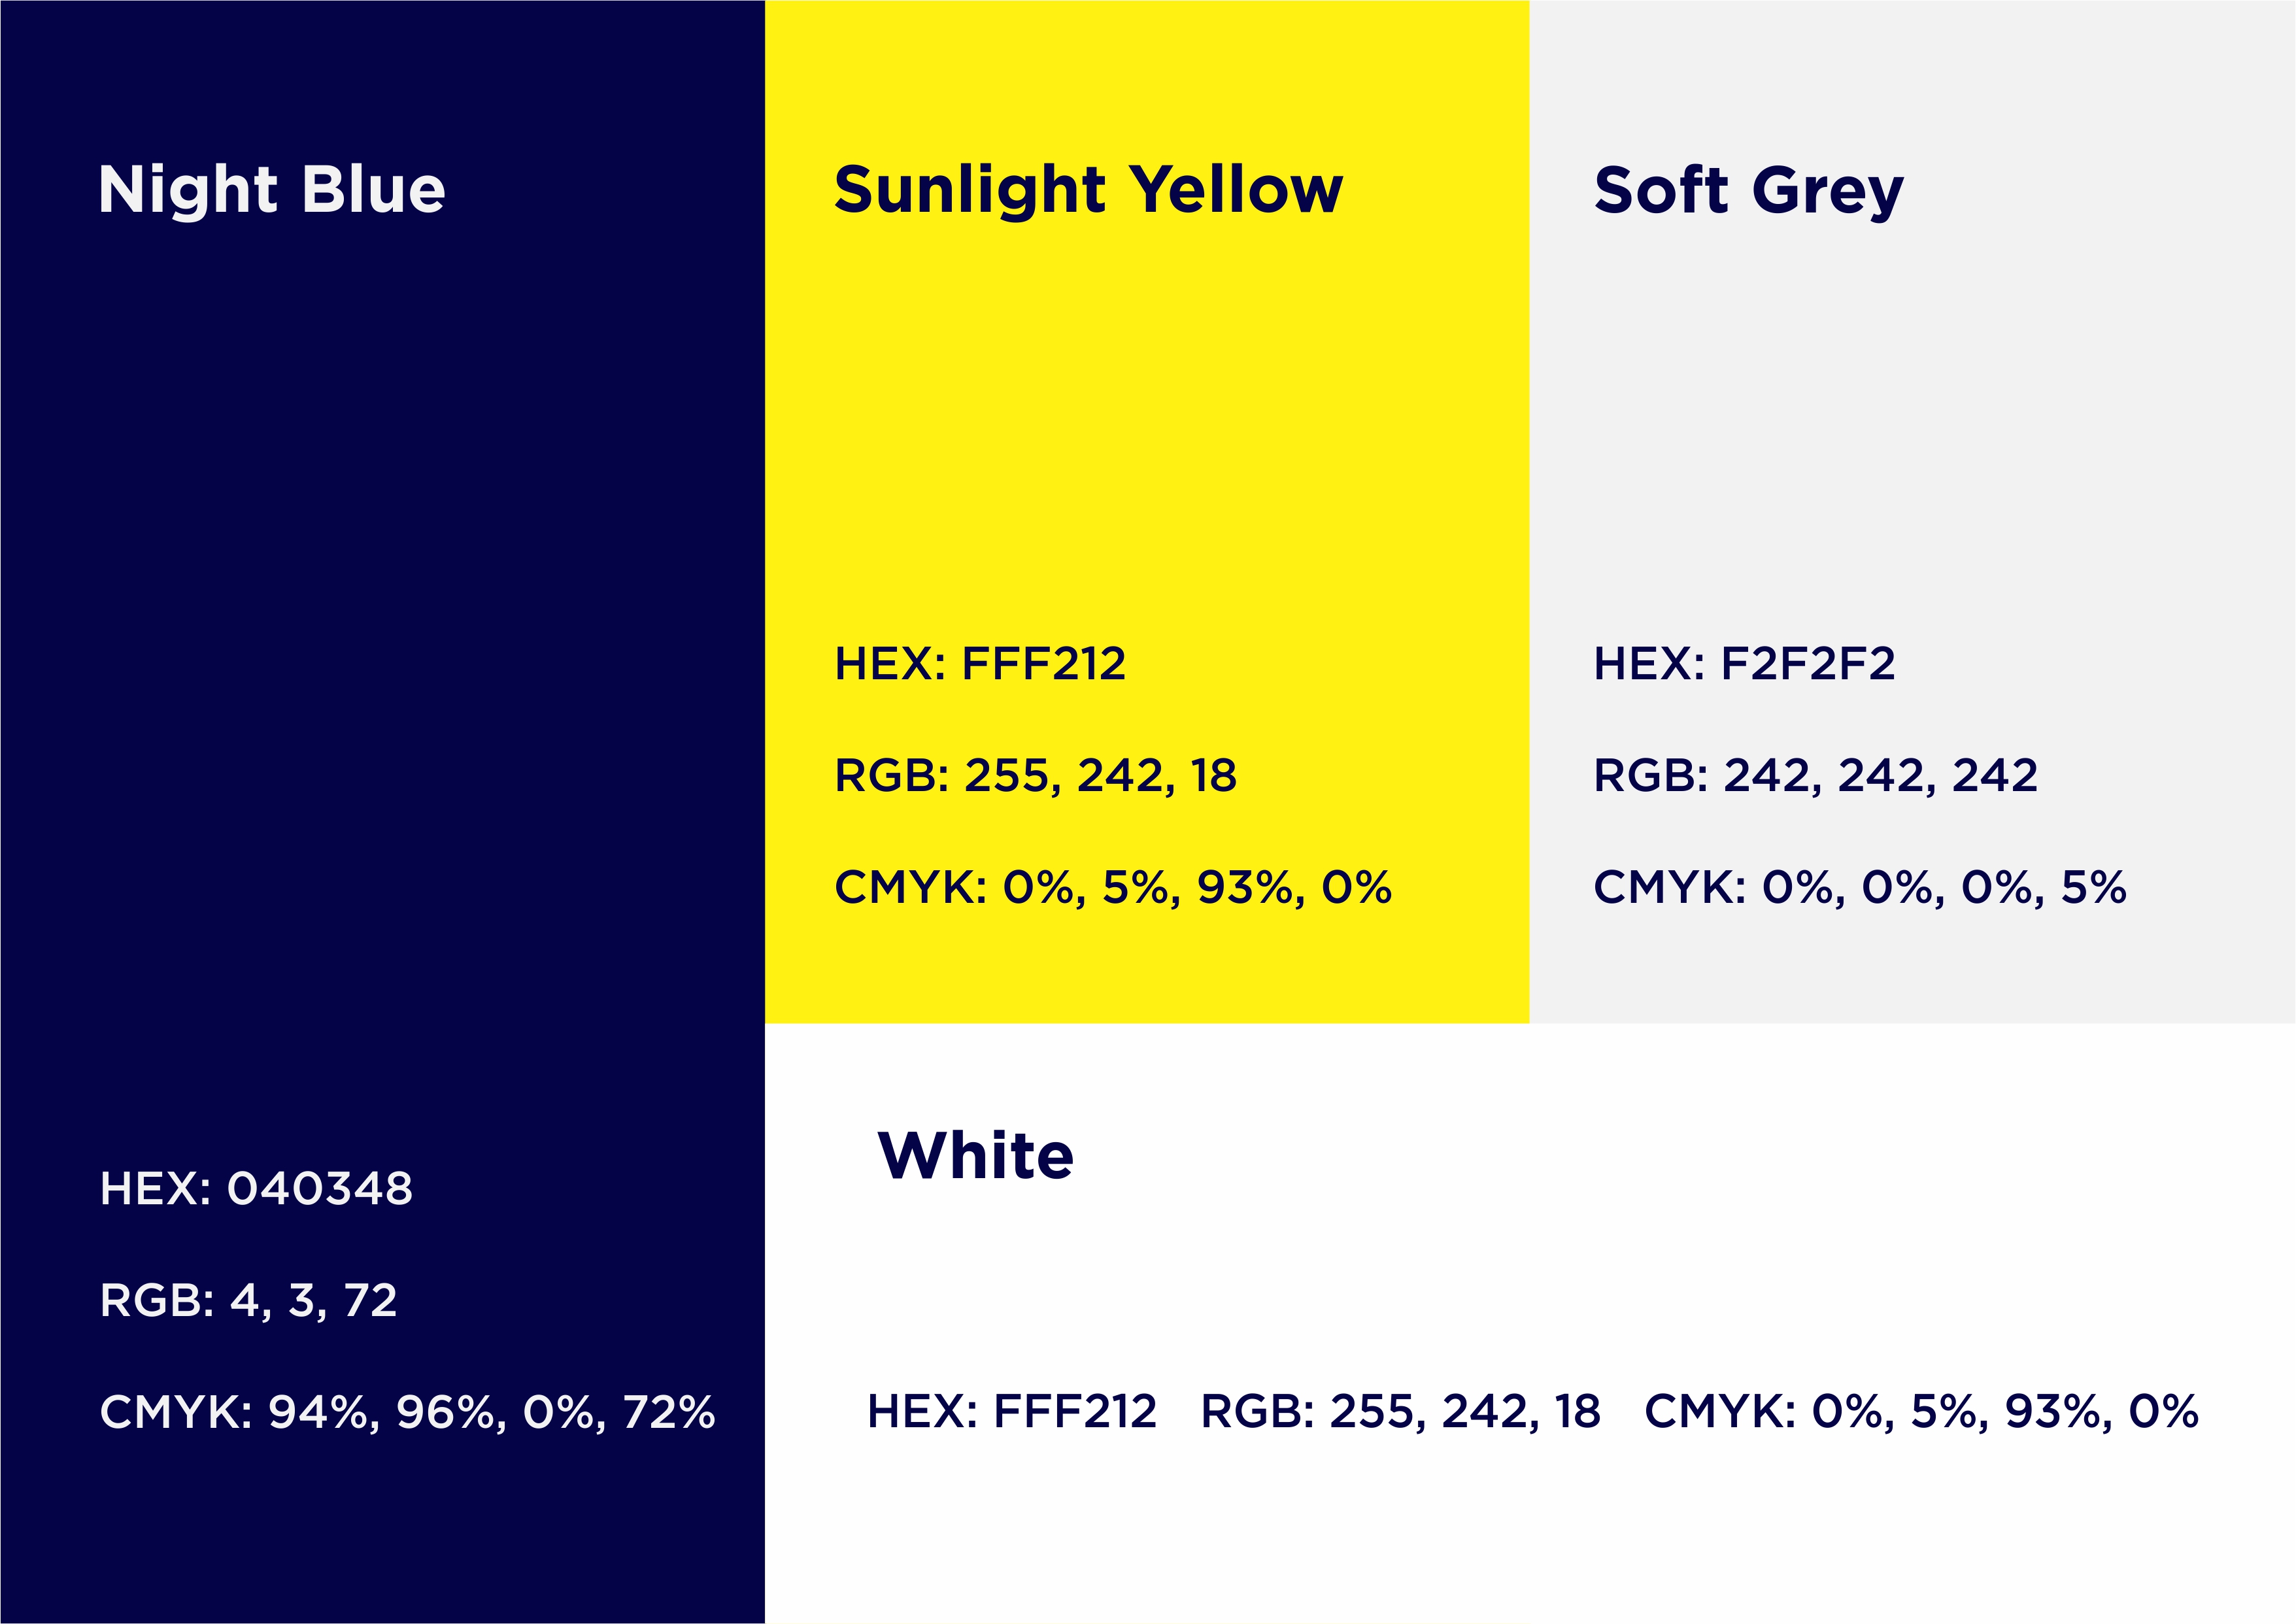 Night Blue
HEX: 040348
RGB: 4, 3, 72
CMYK: 94%, 96%, 0%, 72%
Sunlight Yellow
HEX: FFF212
RGB: 255, 242, 18
CMYK: 0%, 5%, 93%, 0%
Soft Grey
HEX: F2F2F2
RGB: 242, 242, 242
CMYK: 0%, 0%, 0%, 5%
White
HEX: FFF212 RGB: 255, 242, 18 CMYK: 0%, 5%, 93%, 0%